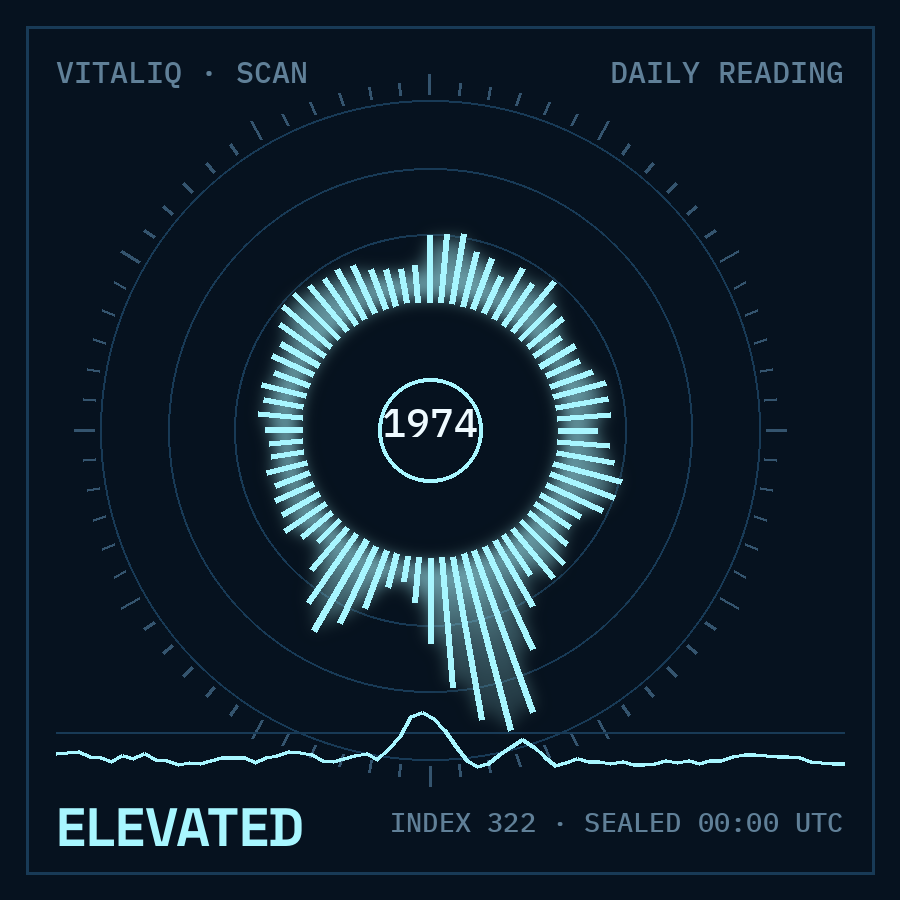 VITALIQ · SCAN
DAILY READING
1974
ELEVATED
INDEX 322 · SEALED 00:00 UTC